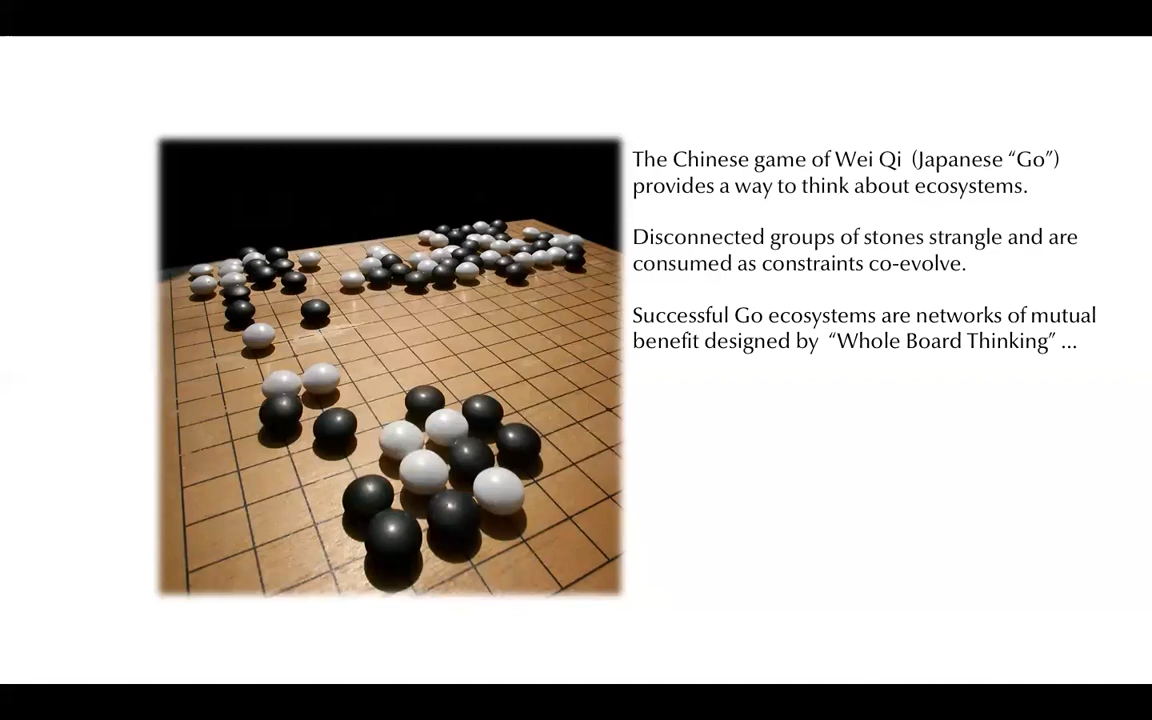 The Chinese game of Wei Qi  (Japanese “Go”)
provides a way to think about ecosystems.
Disconnected groups of stones strangle and are
consumed as constraints co-evolve.
Successful Go ecosystems are networks of mutual
benefit designed by  “Whole Board Thinking” ...